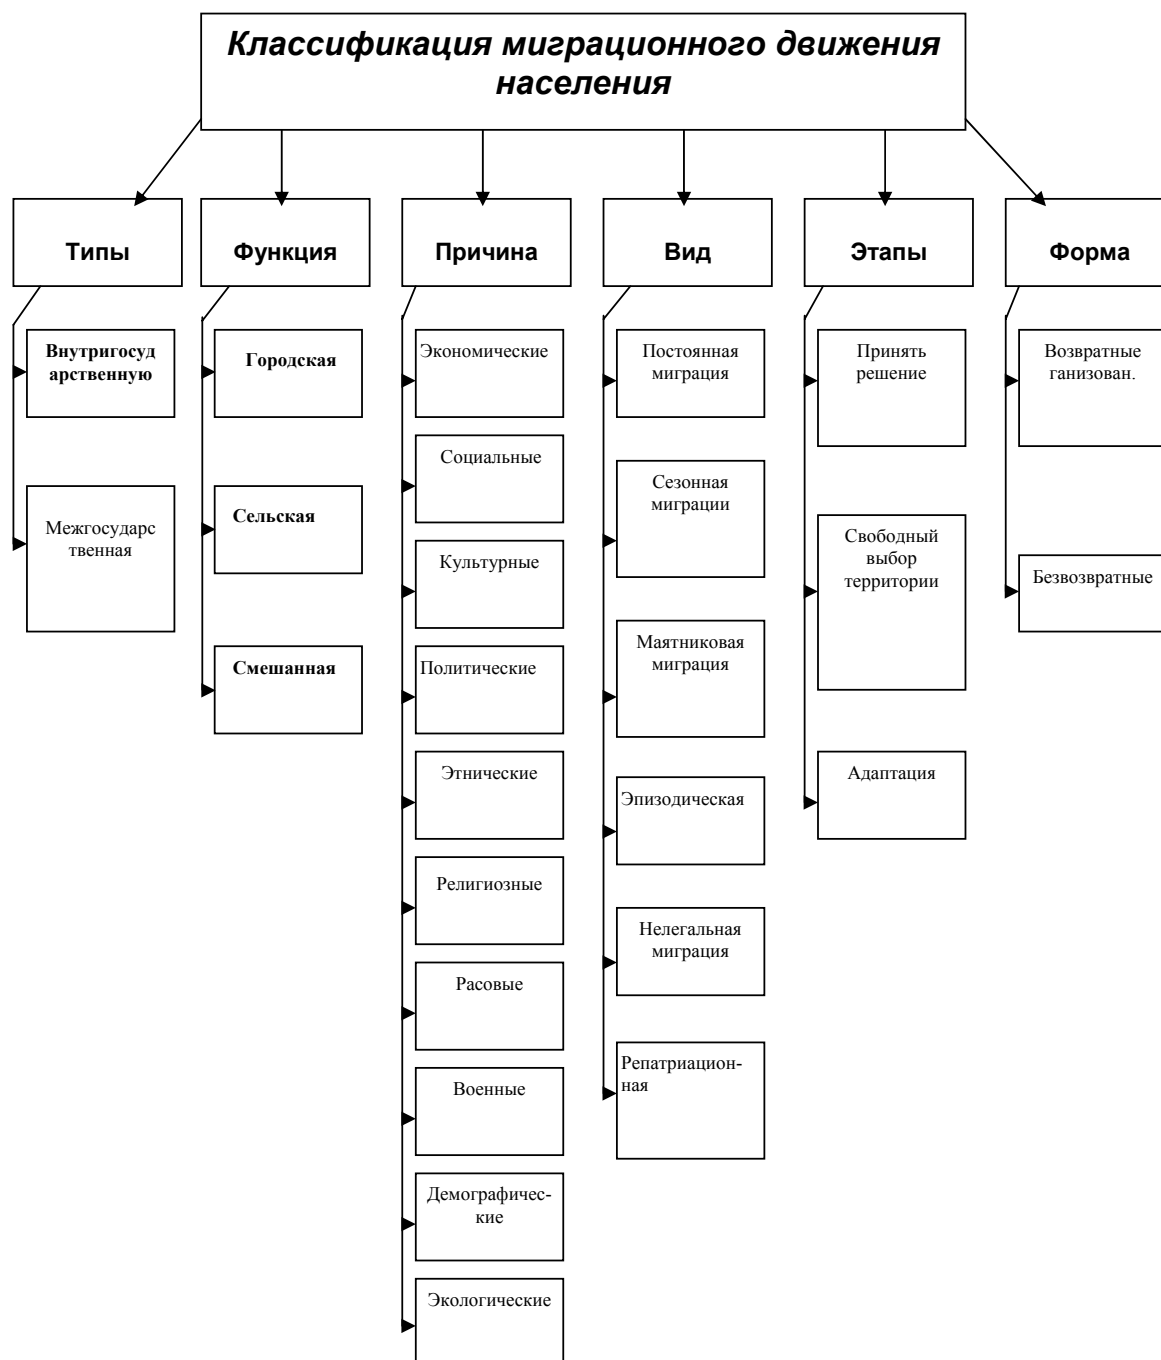 Классификация миграционного движения
населения
Типы
Функция
Причина
Вид
Этапы
Форма
Внутригосуд
арственную
Межгосударс
твенная
Городская
Сельская
Смешанная
Экономические
Социальные
Культурные
Политические
Этнические
Религиозные
Расовые
Военные
Демографичес-
кие
Экологические
Постоянная
миграция
Сезонная
миграции
Маятниковая
миграция
Эпизодическая
Нелегальная
миграция
Репатриацион-
ная
Принять
решение
Свободный
выбор
территории
Адаптация
Возвратные
ганизован.
Безвозвратные